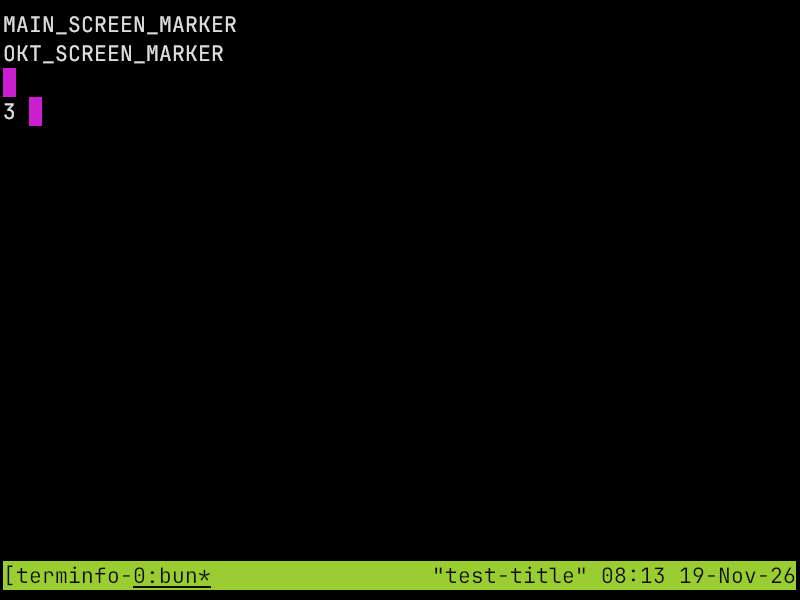 MAIN_SCREEN_MARKER
OKT_SCREEN_MARKER
3
[terminfo-0:bun* "test-title" 08:13 19-Nov-26